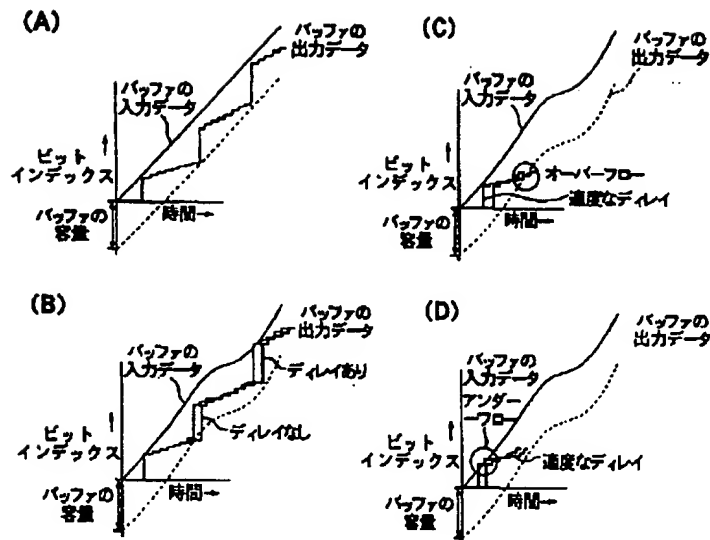 (A)
バッファの
出力データ
バッファの
入力データ
ビット
インデックス
時間→
バッファの
容量
(B)
バッファの
出力データ
バッファの
入力データ
ディレイあり
ディレイなし
ビット
インデックス
時間→
バッファの
容量
(C)
バッファの
出力データ
バッファの
入力データ
ビット
インデックス
オーバーフロー
適度なディレイ
時間→
バッファの
容量
(D)
バッファの
出力データ
バッファの
入力データ
アンダー
ーフロー
ビット
インデックス
適度なディレイ
時間→
バッファの
容量